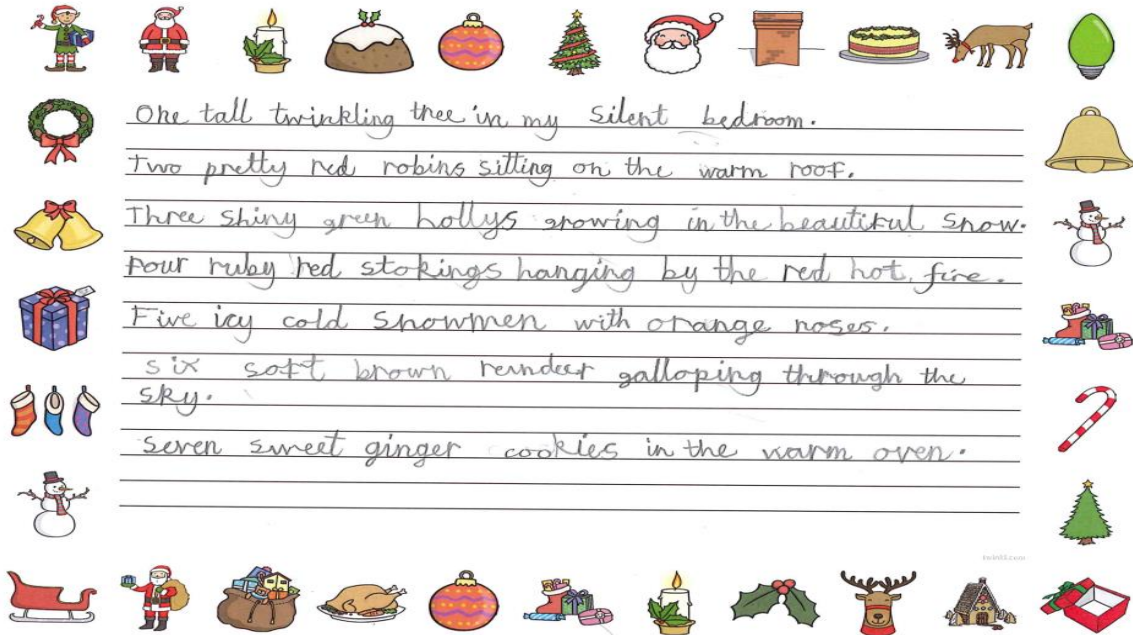 One tall twinkling thee in my silent bedroom.
Two pretty red robins sitting on the warm roof.
Three shiny green hollys growing in the beautiful snow.
Four ruby red stokings hanging by the red hot fire.
Five icy cold snowmen with orange noses.
six soft brown reindeer galloping through the
sky.
seven sweet ginger cookies in the warm oven.
twinkl.com